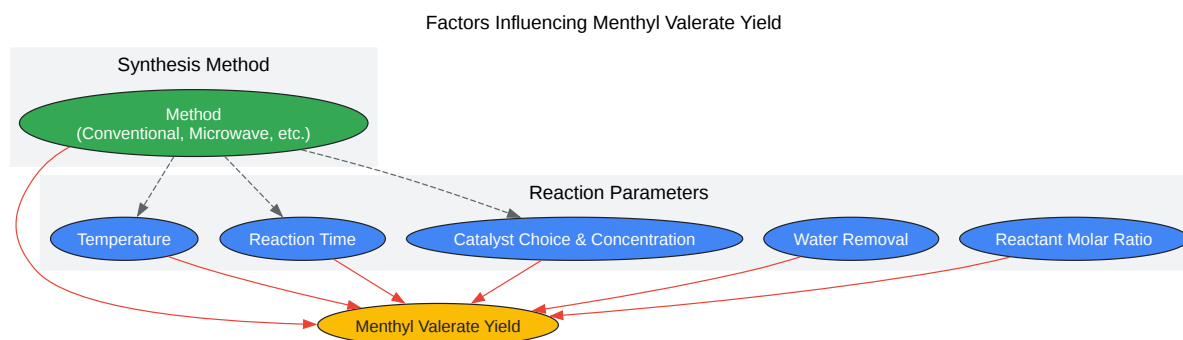 Factors Influencing Menthyl Valerate Yield
Synthesis Method
Method
(Conventional, Microwave, etc.)
Reaction Parameters
Temperature
Reaction Time
Catalyst Choice & Concentration
Water Removal
Reactant Molar Ratio
Menthyl Valerate Yield